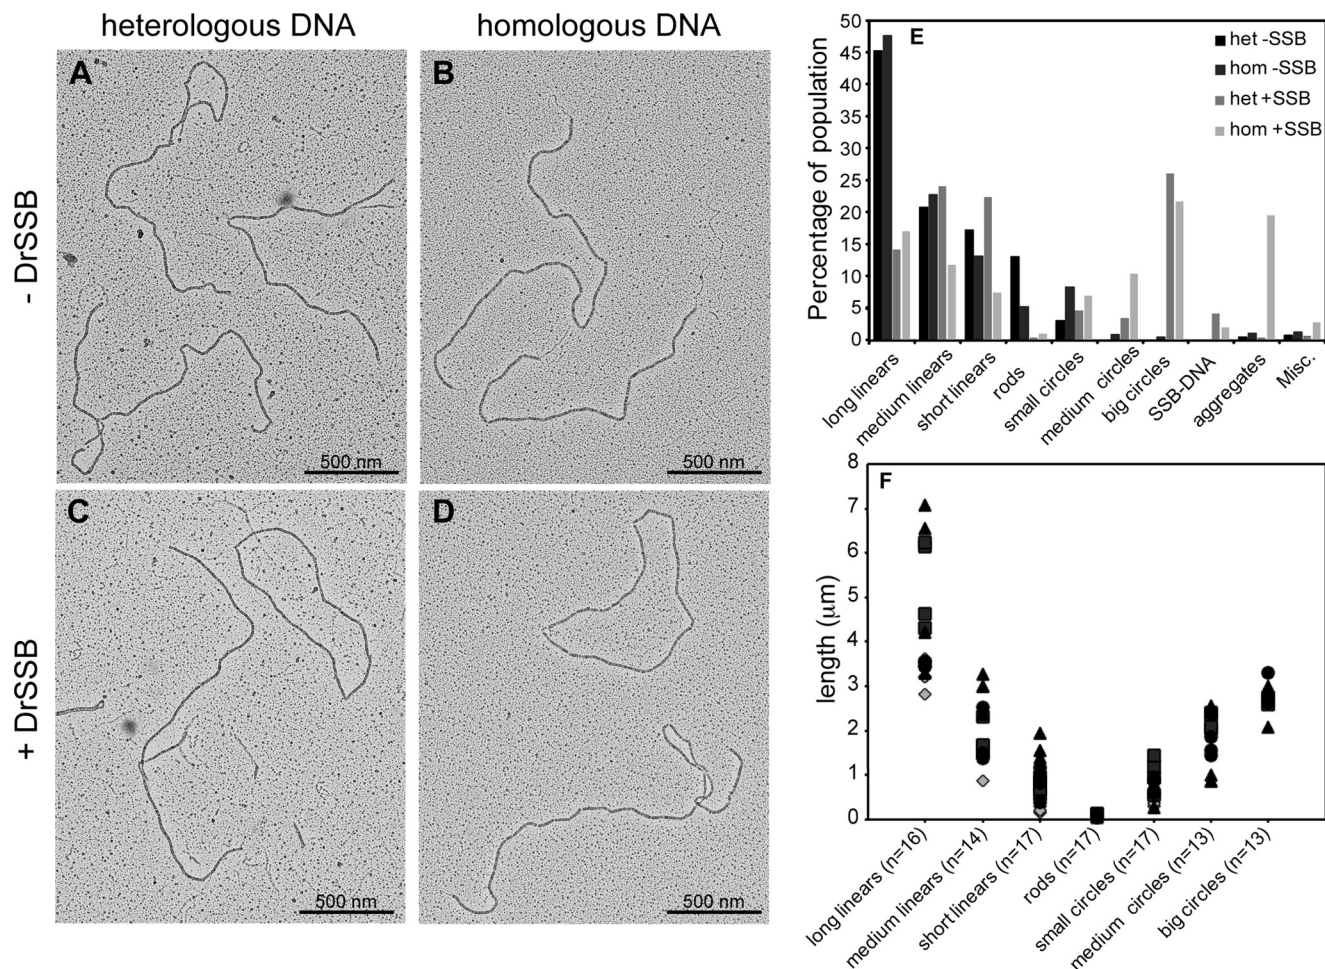 heterologous DNA
homologous DNA
- DrSSB
+ DrSSB
A
500 nm
B
500 nm
C
500 nm
D
500 nm
E
Percentage of population
50
45
40
35
30
25
20
15
10
5
0
het -SSB
hom -SSB
het +SSB
hom +SSB
long linears
medium linears
short linears
rods
small circles
medium circles
big circles
SSB-DNA
aggregates
Misc.
F
length (μm)
8
7
6
5
4
3
2
1
0
long linears (n=16)
medium linears (n=14)
short linears (n=17)
rods (n=17)
small circles (n=17)
medium circles (n=13)
big circles (n=13)